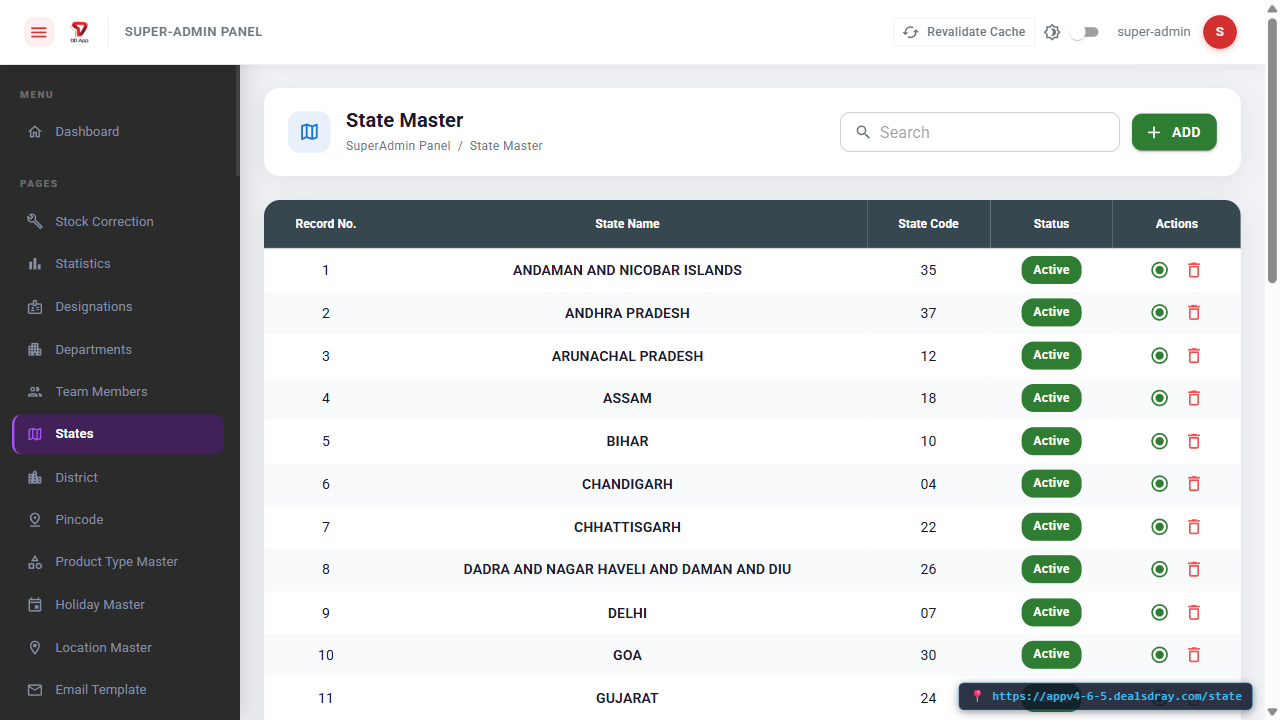 DD App
SUPER-ADMIN PANEL
Revalidate Cache
super-admin
S
MENU
Dashboard
PAGES
Stock Correction
Statistics
Designations
Departments
Team Members
States
District
Pincode
Product Type Master
Holiday Master
Location Master
Email Template
State Master
SuperAdmin Panel / State Master
Search
+ ADD
Record No. State Name State Code Status Actions
1 ANDAMAN AND NICOBAR ISLANDS 35 Active
2 ANDHRA PRADESH 37 Active
3 ARUNACHAL PRADESH 12 Active
4 ASSAM 18 Active
5 BIHAR 10 Active
6 CHANDIGARH 04 Active
7 CHHATTISGARH 22 Active
8 DADRA AND NAGAR HAVELI AND DAMAN AND DIU 26 Active
9 DELHI 07 Active
10 GOA 30 Active
11 GUJARAT 24
https://appv4-6-5.dealsdray.com/state